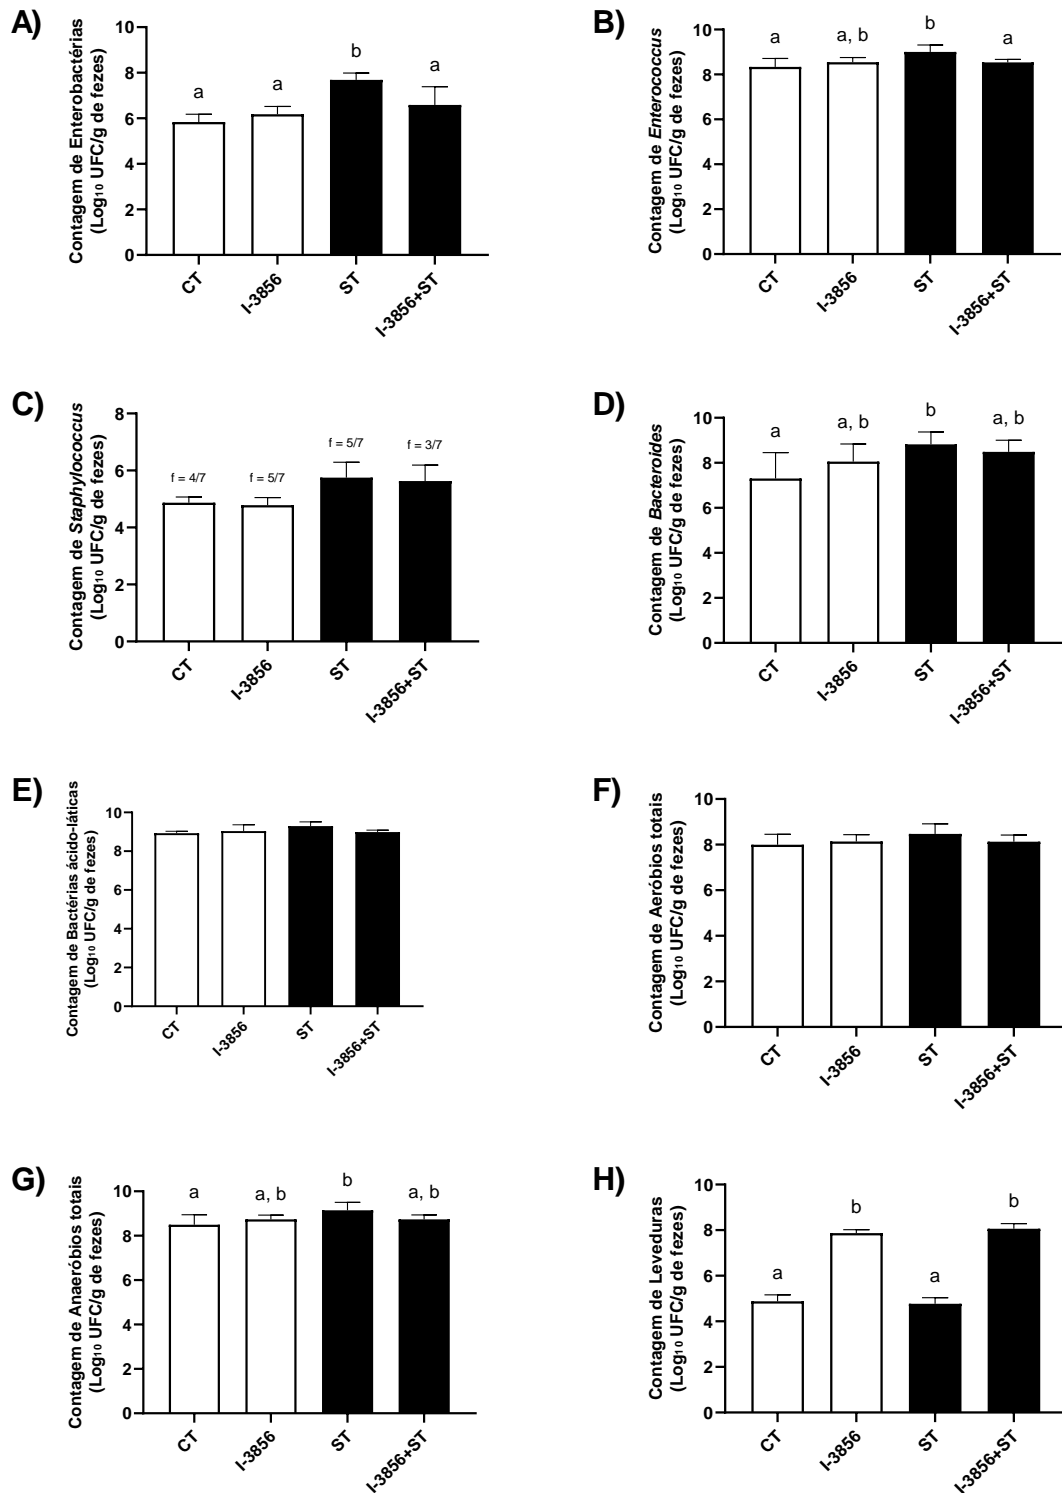 A)
Contagem de Enterobactérias
(Log₁₀ UFC/g de fezes)
10
8
6
4
2
0
a
a
b
a
CT
I-3856
ST
I-3856+ST
B)
Contagem de Enterococcus
(Log₁₀ UFC/g de fezes)
10
8
6
4
2
0
a
a, b
b
a
CT
I-3856
ST
I-3856+ST
C)
Contagem de Staphylococcus
(Log₁₀ UFC/g de fezes)
8
6
4
2
0
f = 4/7
f = 5/7
f = 5/7
f = 3/7
CT
I-3856
ST
I-3856+ST
D)
Contagem de Bacteroides
(Log₁₀ UFC/g de fezes)
10
8
6
4
2
0
a
a, b
b
a, b
CT
I-3856
ST
I-3856+ST
E)
Contagem de Bactérias ácido-láticas
(Log₁₀ UFC/g de fezes)
10
8
6
4
2
0
CT
I-3856
ST
I-3856+ST
F)
Contagem de Aeróbios totais
(Log₁₀ UFC/g de fezes)
10
8
6
4
2
0
CT
I-3856
ST
I-3856+ST
G)
Contagem de Anaeróbios totais
(Log₁₀ UFC/g de fezes)
10
8
6
4
2
0
a
a, b
b
a, b
CT
I-3856
ST
I-3856+ST
H)
Contagem de Leveduras
(Log₁₀ UFC/g de fezes)
10
8
6
4
2
0
a
b
a
b
CT
I-3856
ST
I-3856+ST